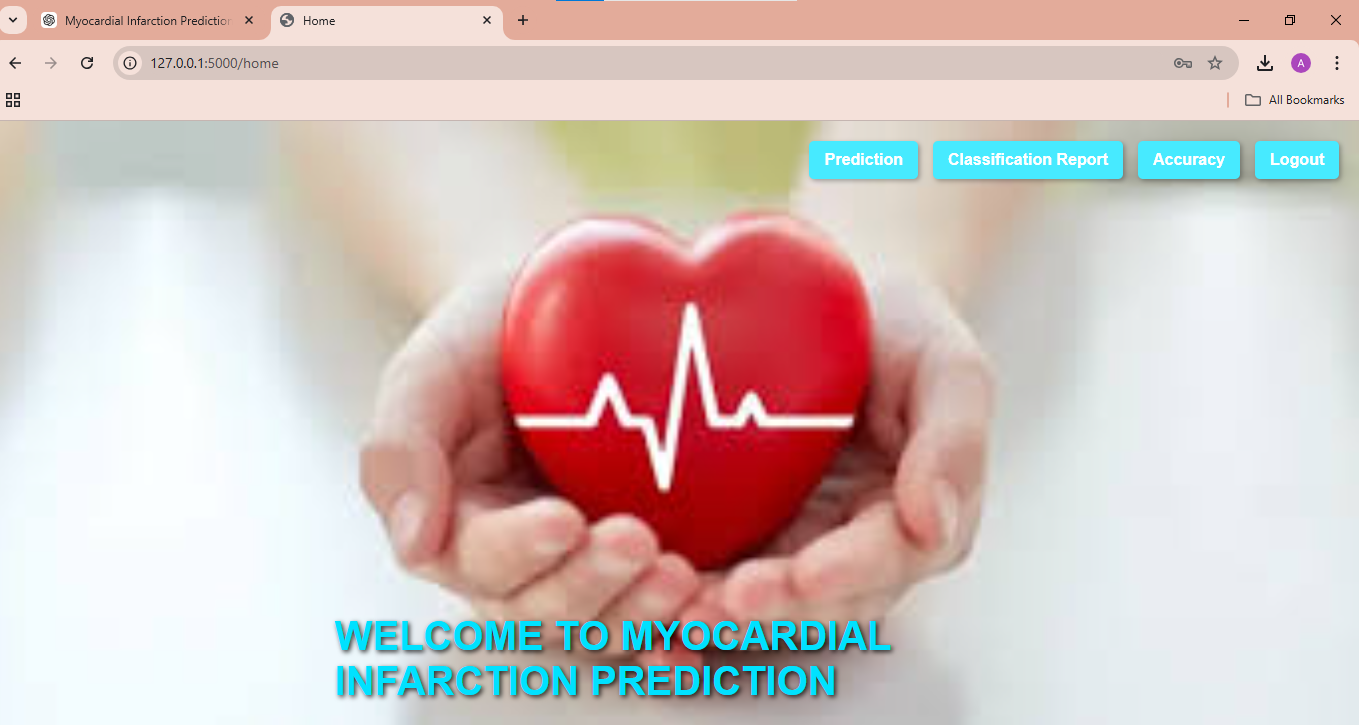 Myocardial Infarction Prediction
Home
127.0.0.1:5000/home
A
All Bookmarks
Prediction
Classification Report
Accuracy
Logout
WELCOME TO MYOCARDIAL
INFARCTION PREDICTION